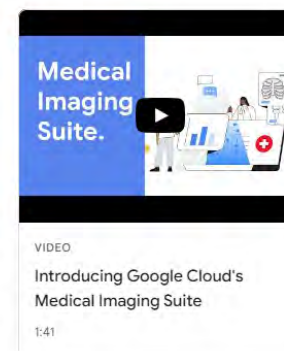 Medical
Imaging
Suite.
VIDEO
Introducing Google Cloud's
Medical Imaging Suite
1:41